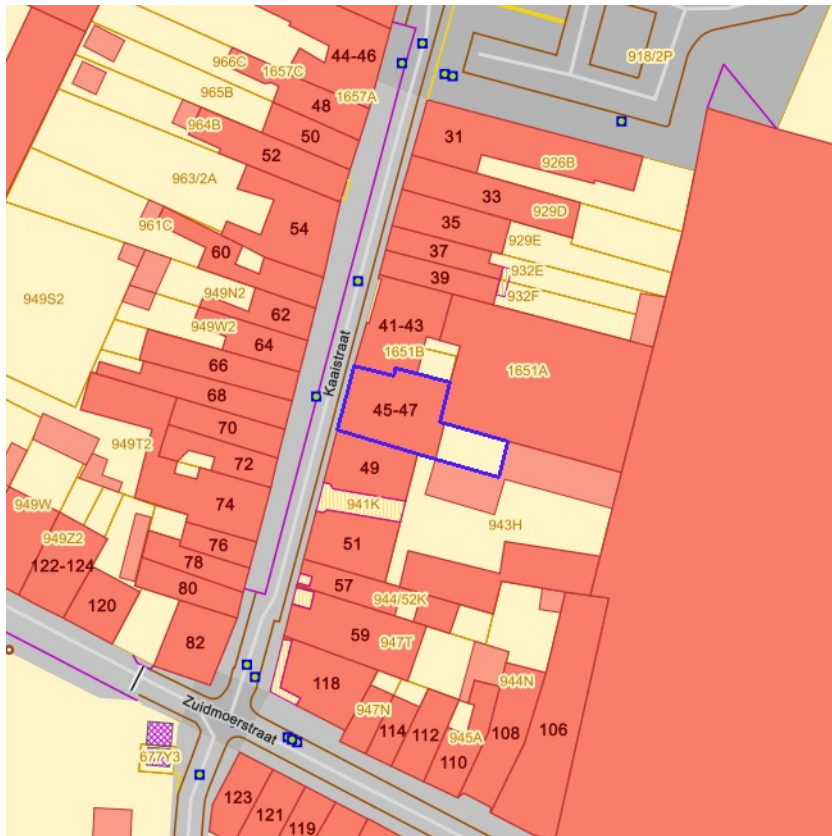 44-46
918/2P
966C
1657C
965B
48
1657A
964B
50
31
52
926B
963/2A
33
929D
961C
54
35
929E
60
37
932E
39
932F
949S2
949N2
62
949W2
64
41-43
1651B
Kaaistraat
66
1651A
68
45-47
70
949T2
72
49
949W
74
941K
943H
949Z2
76
51
122-124
78
57
80
944/52K
120
59
947T
82
118
944N
947N
Zuidmoerstraat
114
112
945A
108
106
110
677Y3
123
121
119